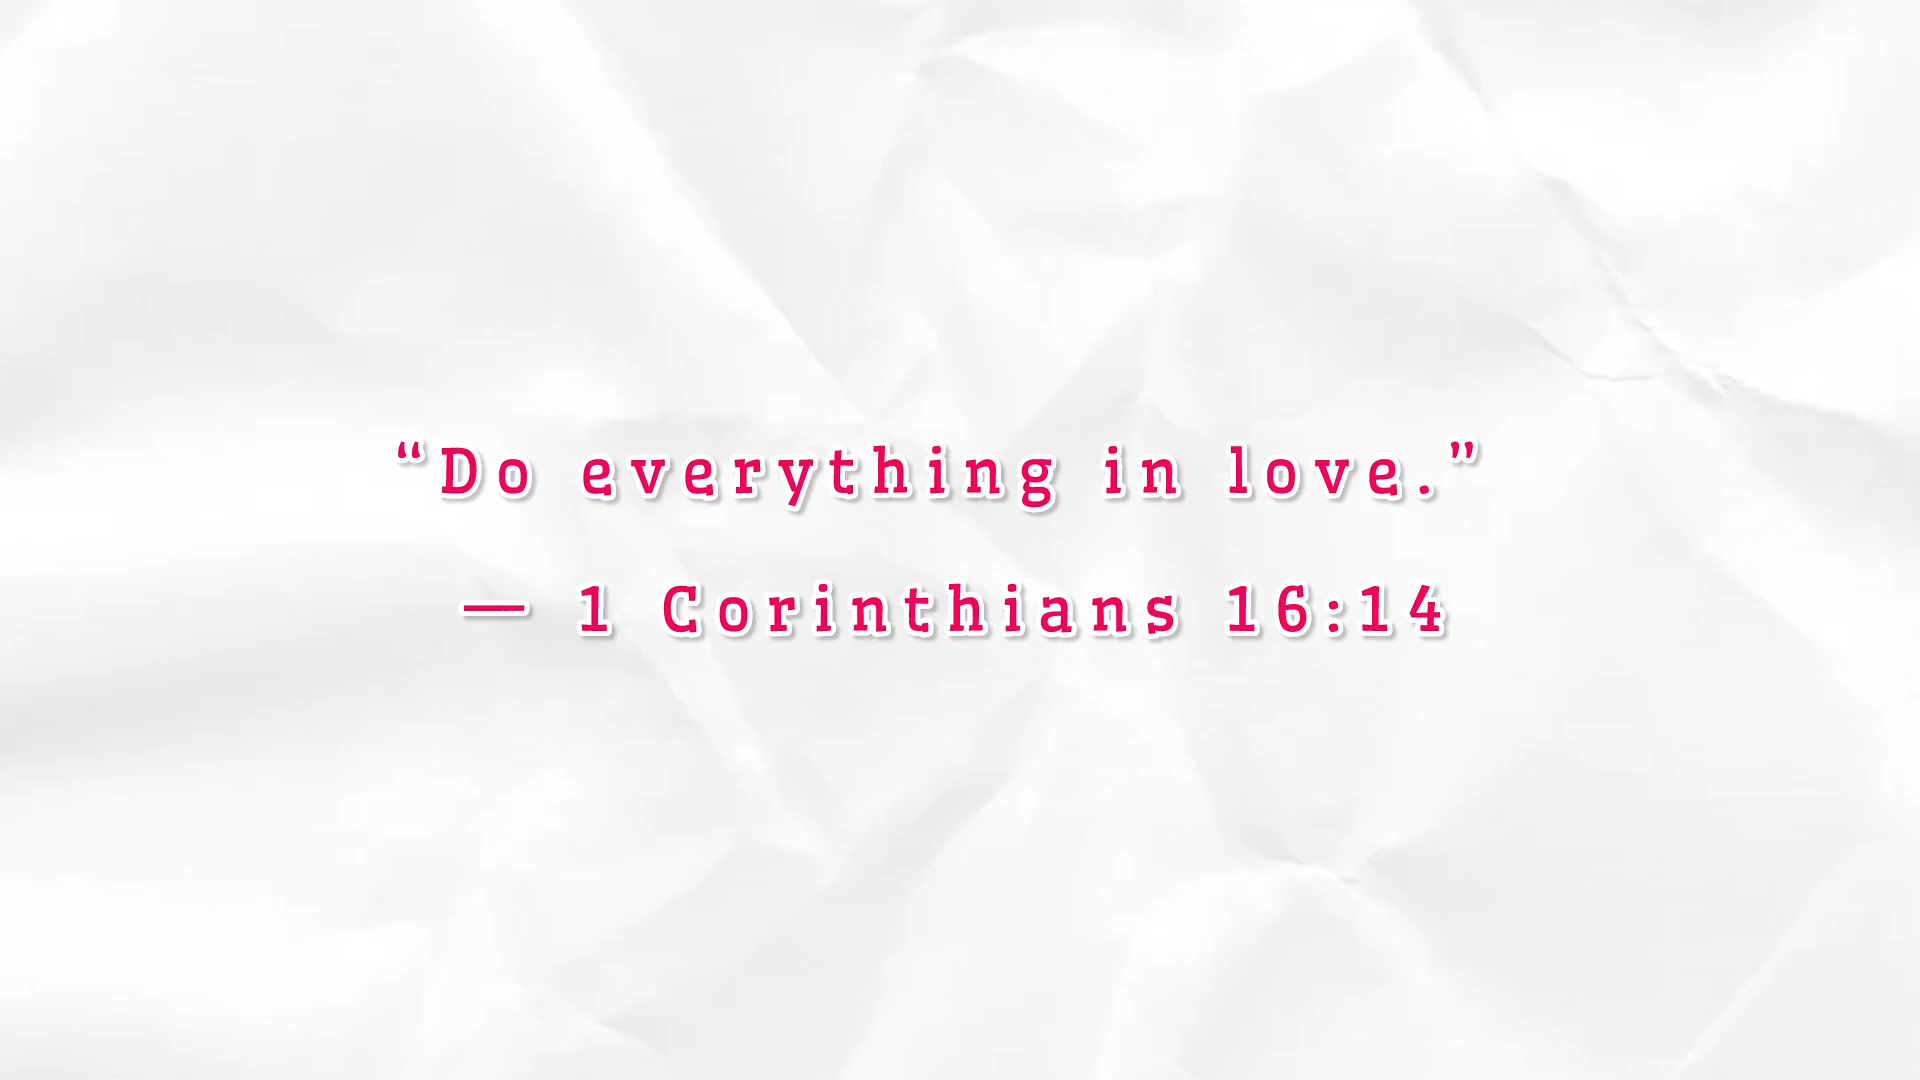 “Do everything in love.”
— 1 Corinthians 16:14